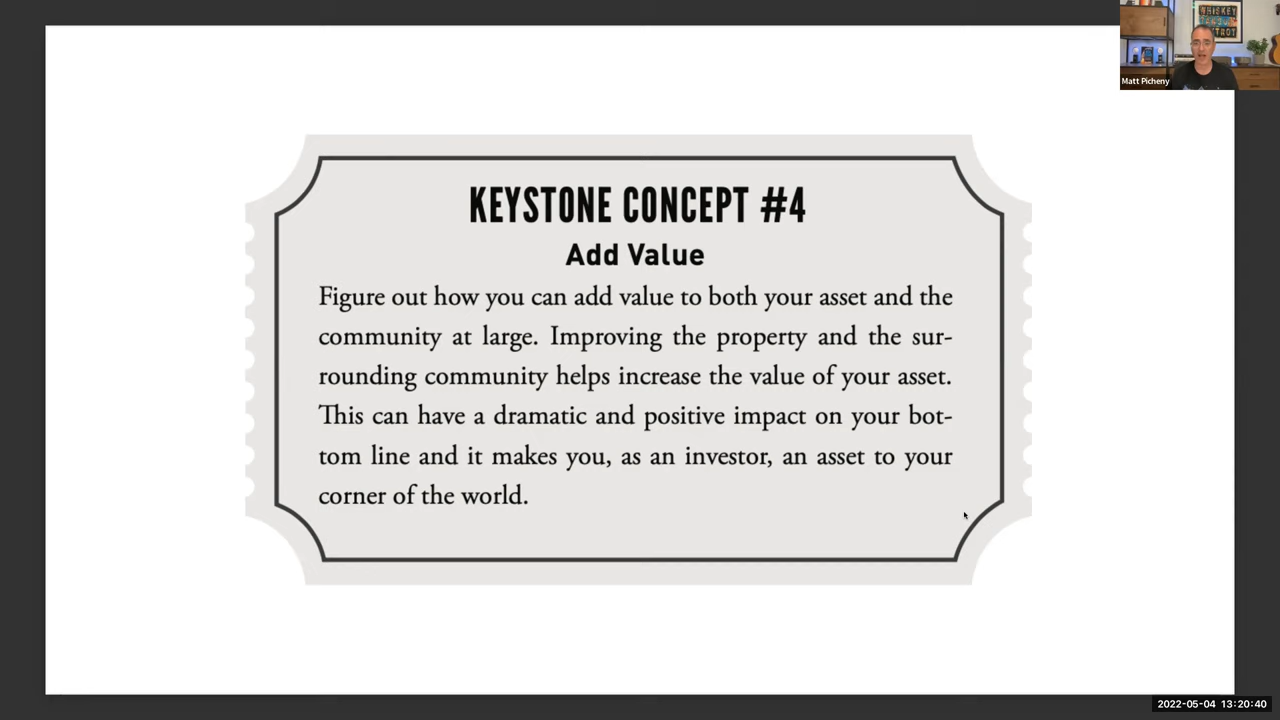 WHISKEY
TANGO
FOXTROT
Matt Picheny
KEYSTONE CONCEPT #4
Add Value
Figure out how you can add value to both your asset and the
community at large. Improving the property and the sur-
rounding community helps increase the value of your asset.
This can have a dramatic and positive impact on your bot-
tom line and it makes you, as an investor, an asset to your
corner of the world.
2022-05-04 13:20:40